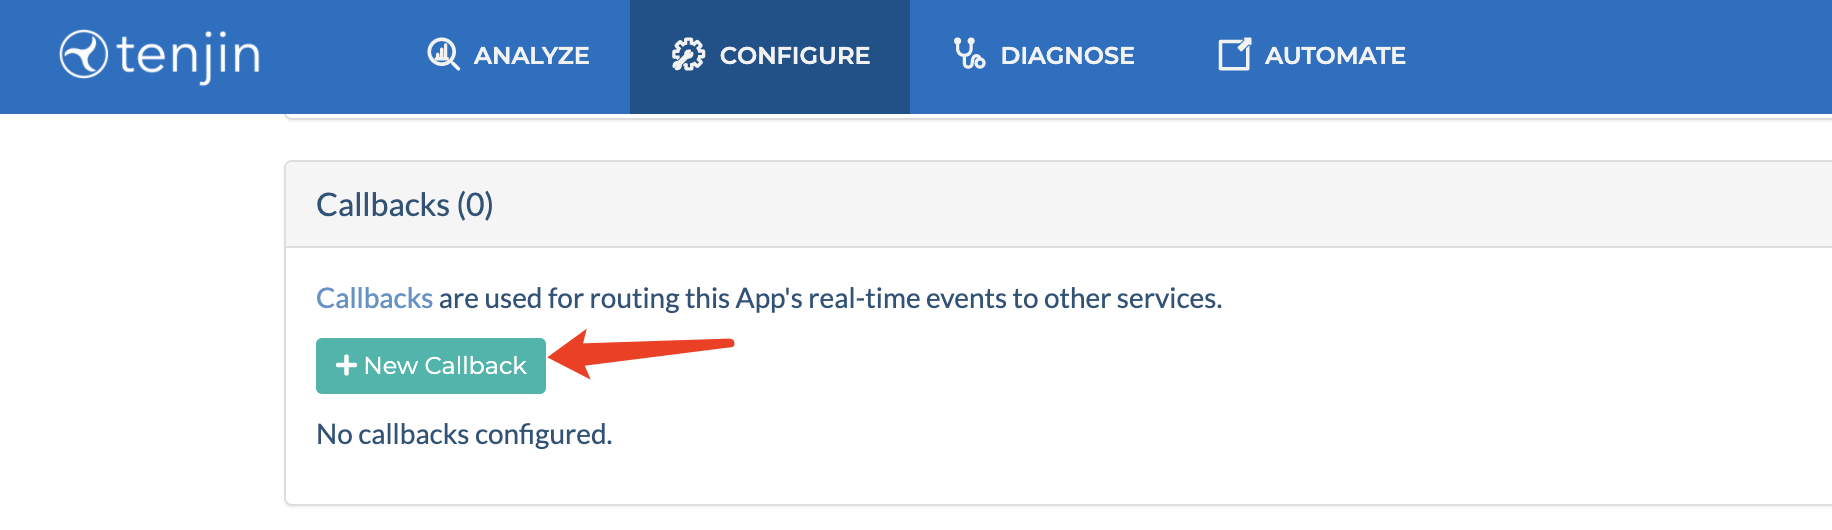 tenjin ANALYZE CONFIGURE DIAGNOSE AUTOMATE
Callbacks (0)
Callbacks are used for routing this App's real-time events to other services.
+ New Callback
No callbacks configured.